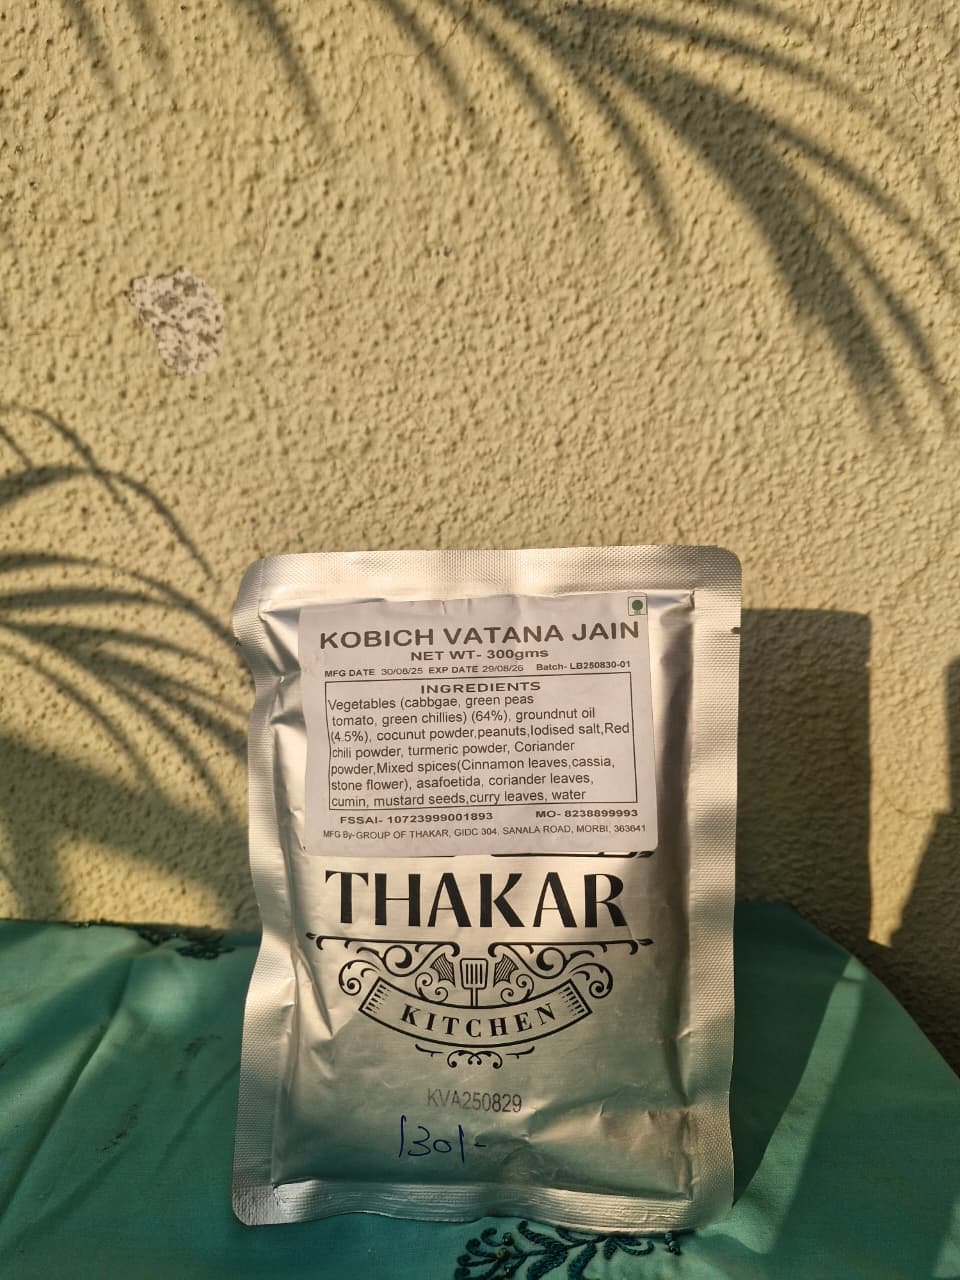 KOBICH VATANA JAIN
NET WT- 300gms
MFG DATE 30/08/25 EXP DATE 29/08/26 Batch- LB250830-01
INGREDIENTS
Vegetables (cabbgae, green peas
tomato, green chillies) (64%), groundnut oil
(4.5%), cocunut powder,peanuts,Iodised salt,Red
chili powder, turmeric powder, Coriander
powder,Mixed spices(Cinnamon leaves,cassia,
stone flower), asafoetida, coriander leaves,
cumin, mustard seeds,curry leaves, water
FSSAI- 10723999001893 MO- 8238899993
MFG By- GROUP OF THAKAR, GIDC 304, SANALA ROAD, MORBI, 363641
THAKAR
KITCHEN
KVA250829
130/-